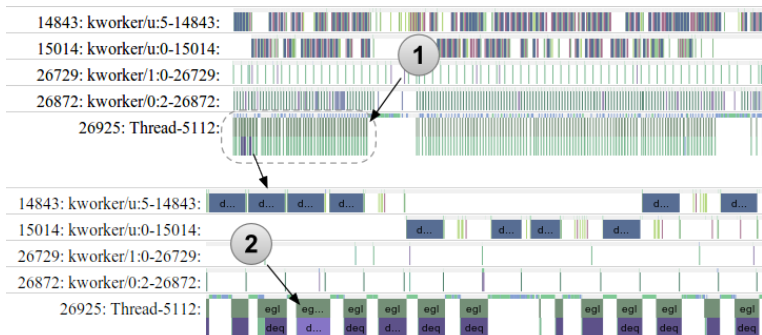 14843: kworker/u:5-14843:
15014: kworker/u:0-15014:
1
26729: kworker/1:0-26729:
26872: kworker/0:2-26872:
26925: Thread-5112:
14843: kworker/u:5-14843: d... d... d... d... d... d...
15014: kworker/u:0-15014: d... d... d... d...
2
26729: kworker/1:0-26729:
26872: kworker/0:2-26872:
26925: Thread-5112: egl eg... egl egl egl egl egl egl egl egl
deq d... deq d... deq deq deq deq deq deq